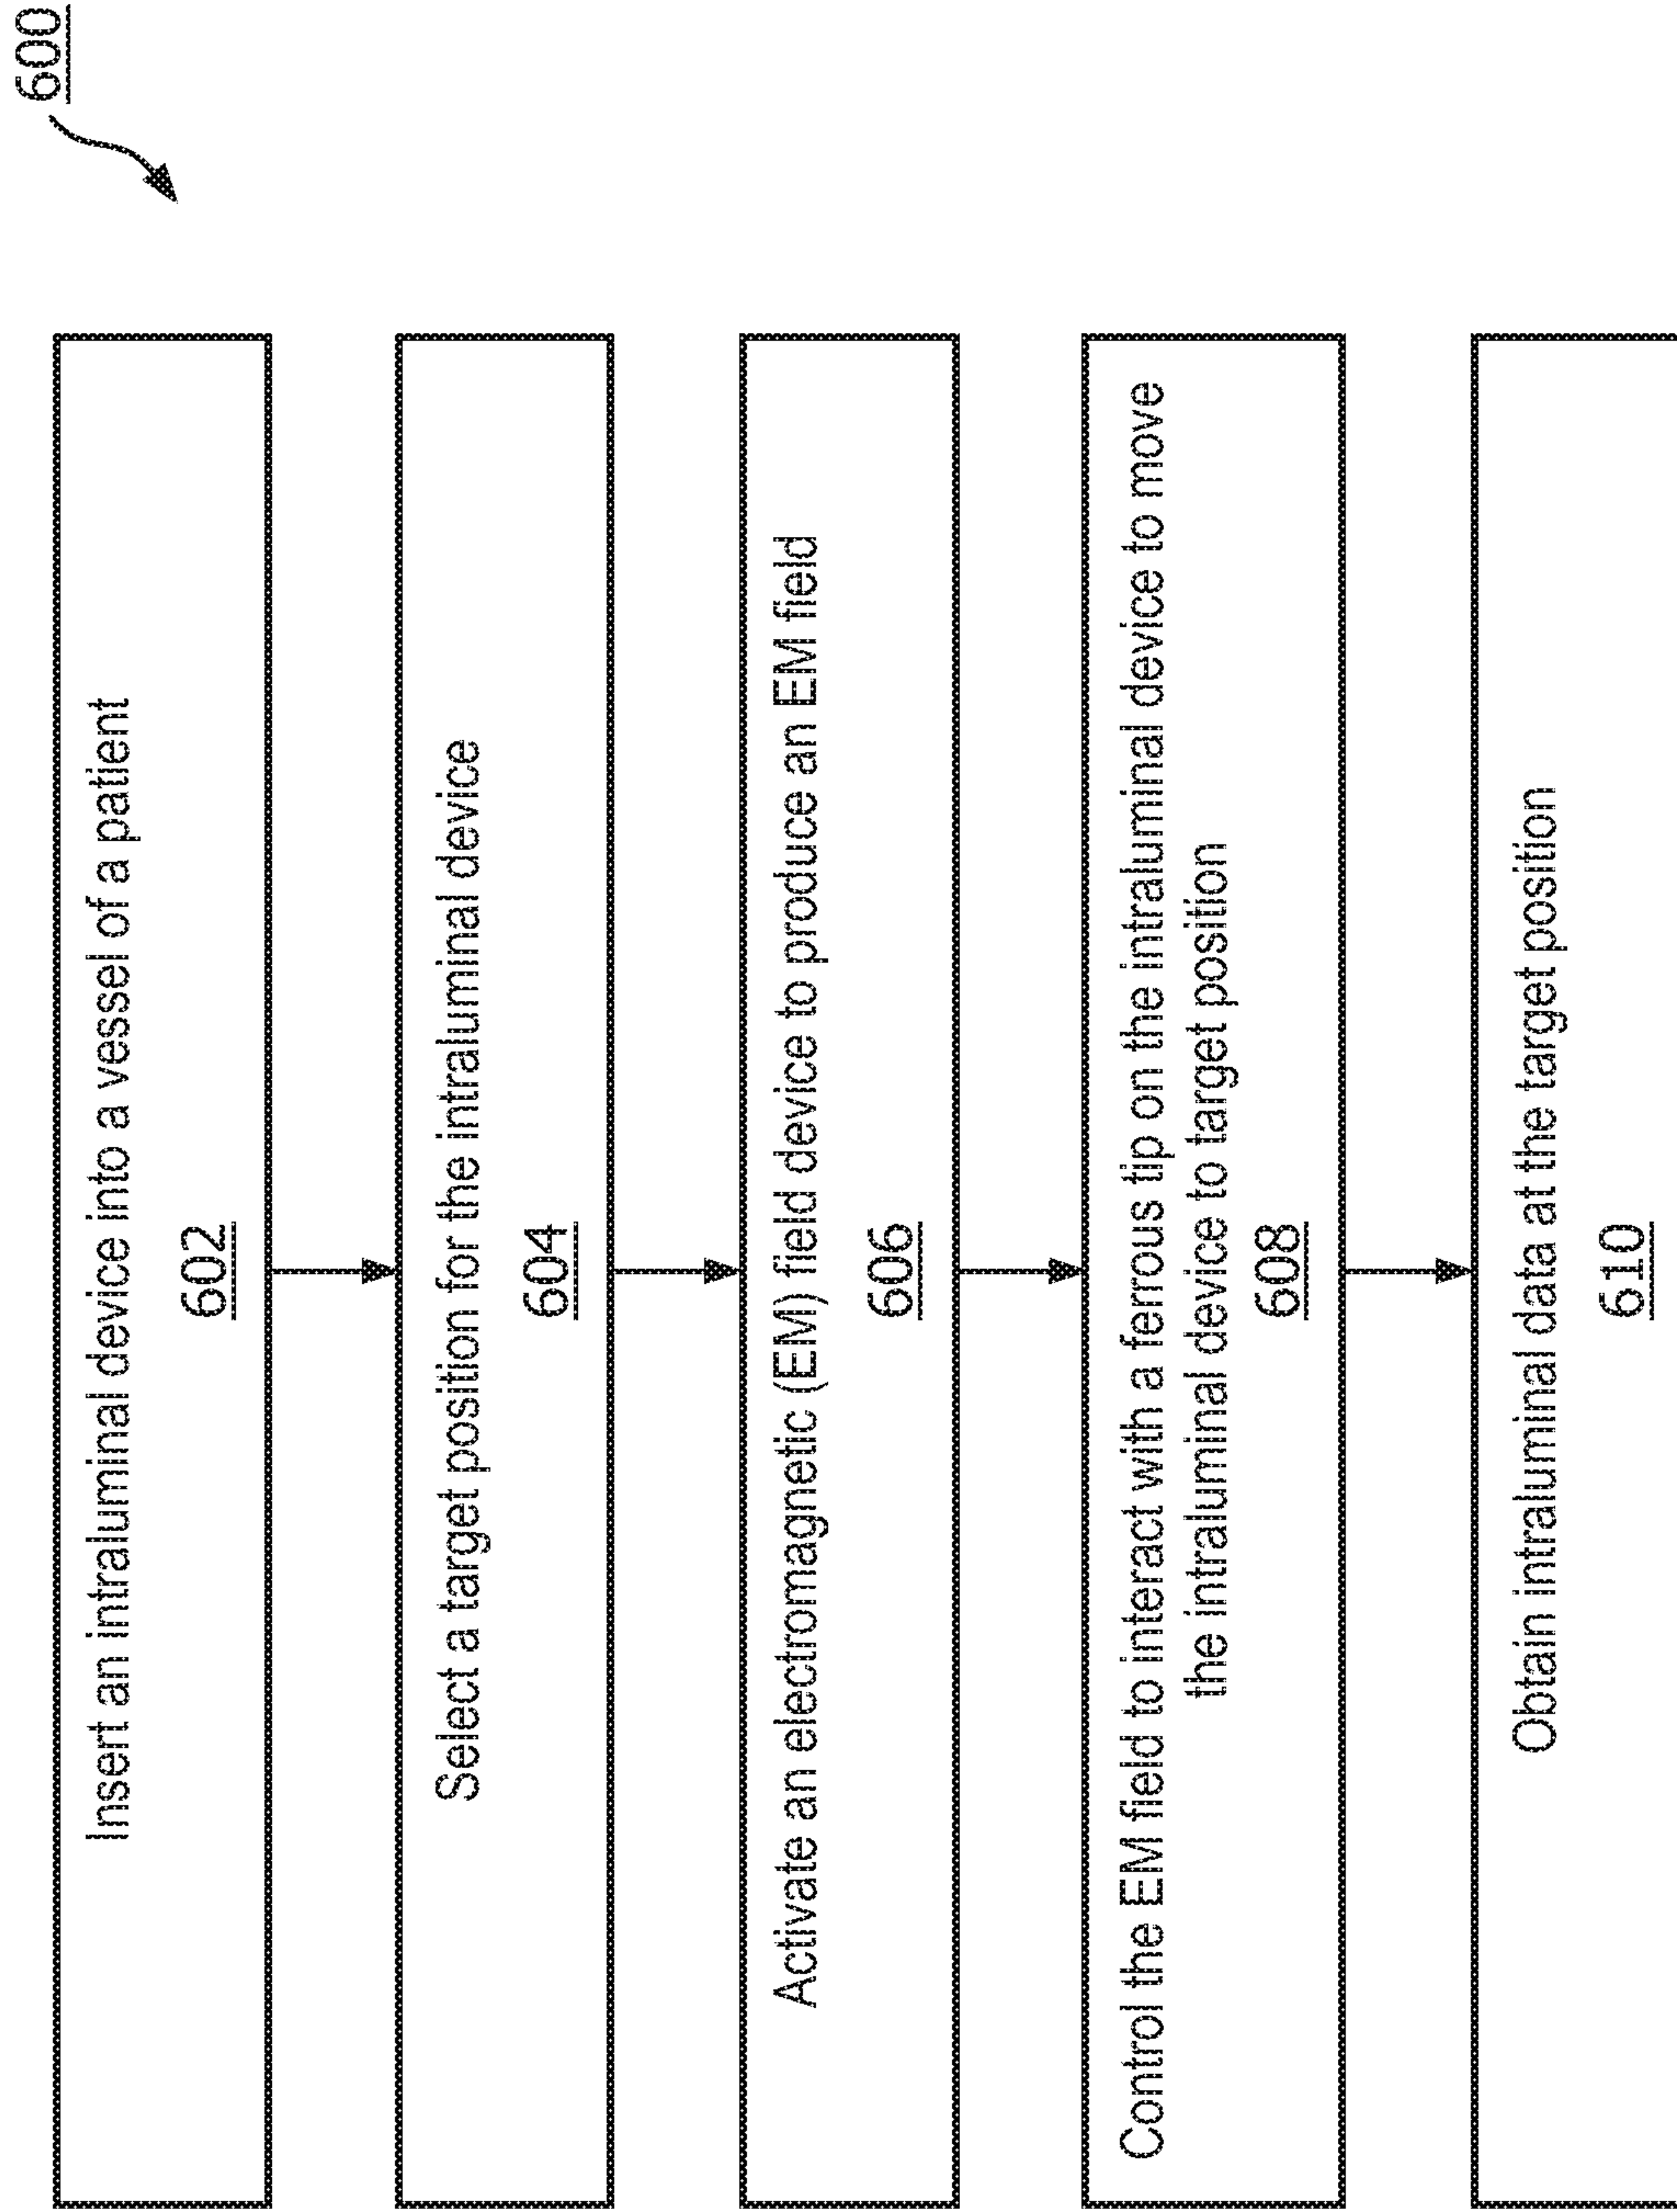 600
Insert an intraluminal device into a vessel of a patient
602
Select a target position for the intraluminal device
604
Activate an electromagnetic (EM) field device to produce an EM field
606
Control the EM field to interact with a ferrous tip on the intraluminal device to move
the intraluminal device to target position
608
Obtain intraluminal data at the target position
610